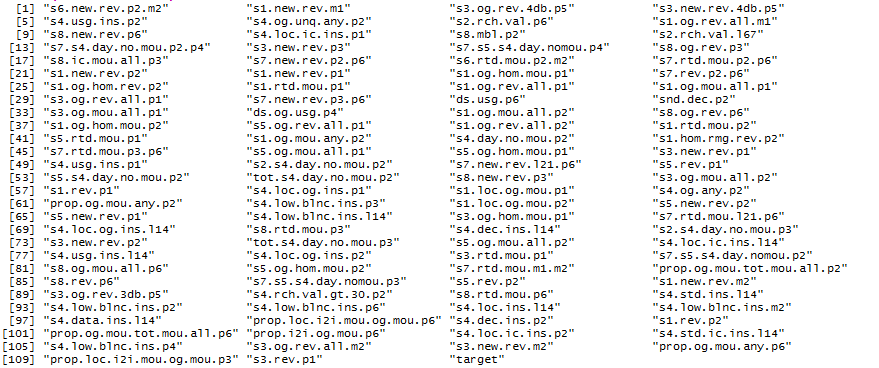 [1] "s6.new.rev.p2.m2" "s1.new.rev.m1" "s3.og.rev.4db.p5" "s3.new.rev.4db.p5"
[5] "s4.usg.ins.p2" "s4.og.unq.any.p2" "s2.rch.val.p6" "s1.og.rev.all.m1"
[9] "s8.new.rev.p6" "s4.loc.ic.ins.p1" "s8.mbl.p2" "s2.rch.val.l67"
[13] "s7.s4.day.no.mou.p2.p4" "s3.new.rev.p3" "s7.s5.s4.day.nomou.p4" "s8.og.rev.p3"
[17] "s8.ic.mou.all.p3" "s7.new.rev.p2.p6" "s6.rtd.mou.p2.m2" "s7.rtd.mou.p2.p6"
[21] "s1.new.rev.p2" "s1.new.rev.p1" "s1.og.hom.mou.p1" "s7.rev.p2.p6"
[25] "s1.og.hom.rev.p2" "s1.rtd.mou.p1" "s1.og.rev.all.p1" "s1.og.mou.all.p1"
[29] "s3.og.rev.all.p1" "s7.new.rev.p3.p6" "ds.usg.p6" "snd.dec.p2"
[33] "s3.og.mou.all.p1" "ds.og.usg.p4" "s1.og.mou.all.p2" "s8.og.rev.p6"
[37] "s1.og.hom.mou.p2" "s5.og.rev.all.p1" "s1.og.rev.all.p2" "s1.rtd.mou.p2"
[41] "s5.rtd.mou.p1" "s1.og.mou.any.p2" "s4.day.no.mou.p2" "s1.hom.rmg.rev.p2"
[45] "s7.rtd.mou.p3.p6" "s5.og.mou.all.p1" "s5.og.hom.mou.p1" "s3.new.rev.p1"
[49] "s4.usg.ins.p1" "s2.s4.day.no.mou.p2" "s7.new.rev.l21.p6" "s5.rev.p1"
[53] "s5.s4.day.no.mou.p2" "tot.s4.day.no.mou.p2" "s8.new.rev.p3" "s3.og.mou.all.p2"
[57] "s1.rev.p1" "s4.loc.og.ins.p1" "s1.loc.og.mou.p1" "s4.og.any.p2"
[61] "prop.og.mou.any.p2" "s4.low.blnc.ins.p3" "s1.loc.og.mou.p2" "s5.new.rev.p2"
[65] "s5.new.rev.p1" "s4.low.blnc.ins.l14" "s3.og.hom.mou.p1" "s7.rtd.mou.l21.p6"
[69] "s4.loc.og.ins.l14" "s8.rtd.mou.p3" "s4.dec.ins.l14" "s2.s4.day.no.mou.p3"
[73] "s3.new.rev.p2" "tot.s4.day.no.mou.p3" "s5.og.mou.all.p2" "s4.loc.ic.ins.l14"
[77] "s4.usg.ins.l14" "s4.loc.og.ins.p2" "s3.rtd.mou.p1" "s7.s5.s4.day.nomou.p2"
[81] "s8.og.mou.all.p6" "s5.og.hom.mou.p2" "s7.rtd.mou.m1.m2" "prop.og.mou.tot.mou.all.p2"
[85] "s8.rev.p6" "s7.s5.s4.day.nomou.p3" "s5.rev.p2" "s1.new.rev.m2"
[89] "s3.og.rev.3db.p5" "s4.rch.val.gt.30.p2" "s8.rtd.mou.p6" "s4.std.ins.l14"
[93] "s4.low.blnc.ins.p2" "s4.low.blnc.ins.p6" "s4.loc.ins.l14" "s4.low.blnc.ins.m2"
[97] "s4.data.ins.l14" "prop.loc.i2i.mou.og.mou.p6" "s4.dec.ins.p2" "s1.rev.p2"
[101] "prop.og.mou.tot.mou.all.p6" "prop.i2i.og.mou.p6" "s4.loc.ic.ins.p2" "s4.std.ic.ins.l14"
[105] "s4.low.blnc.ins.p4" "s3.og.rev.all.m2" "s3.new.rev.m2" "prop.og.mou.any.p6"
[109] "prop.loc.i2i.mou.og.mou.p3" "s3.rev.p1" "target"